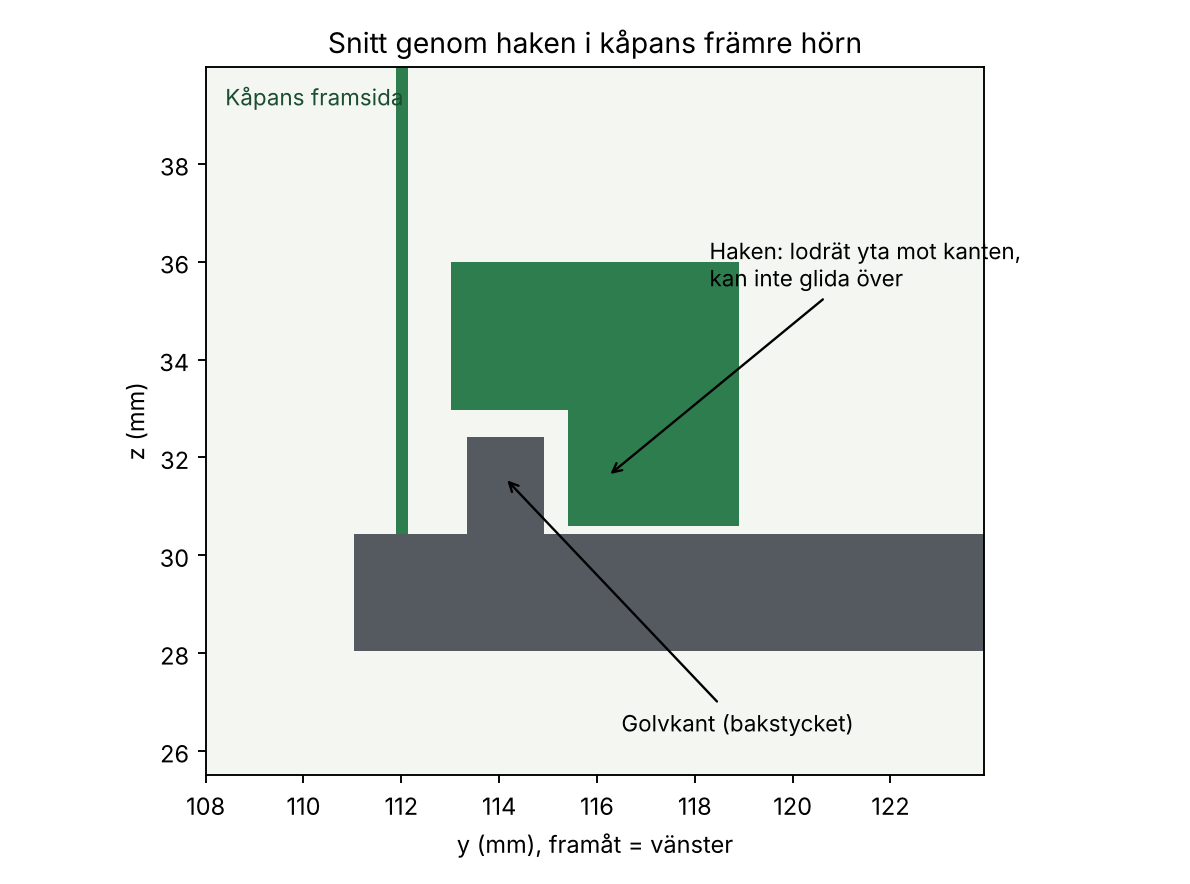 Snitt genom haken i kåpans främre hörn
Kåpans framsida
Haken: lodrät yta mot kanten,
kan inte glida över
Golvkant (bakstycket)
z (mm)
38
36
34
32
30
28
26
108 110 112 114 116 118 120 122
y (mm), framåt = vänster